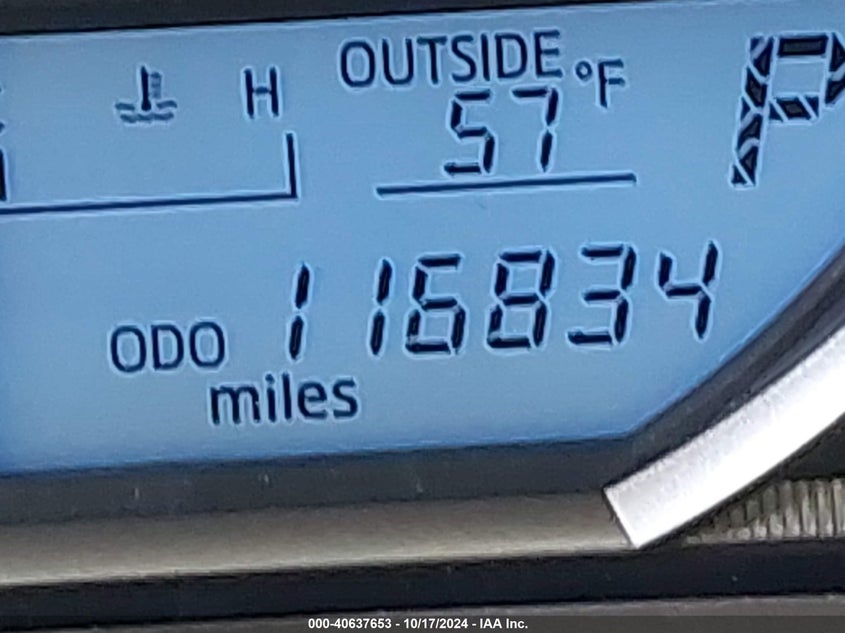 H
OUTSIDE °F
57
P
ODO 116834
miles
000-40637653 - 10/17/2024 - IAA Inc.